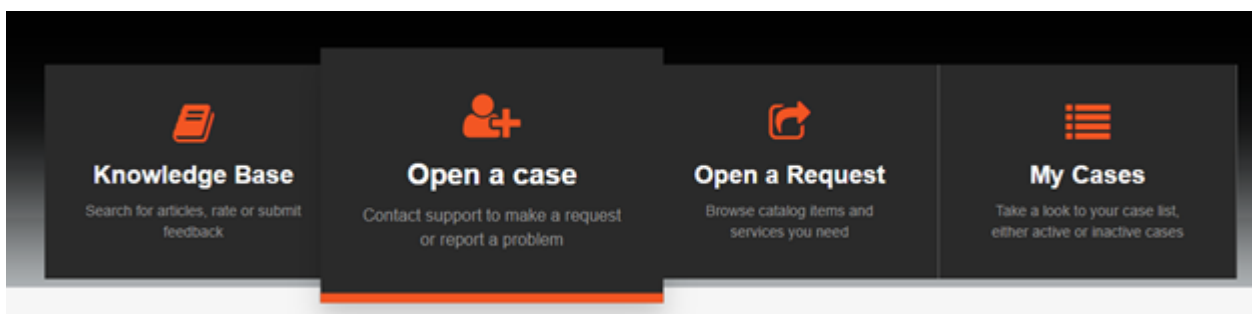 Knowledge Base
Search for articles, rate or submit
feedback
Open a case
Contact support to make a request
or report a problem
Open a Request
Browse catalog items and
services you need
My Cases
Take a look to your case list,
either active or inactive cases